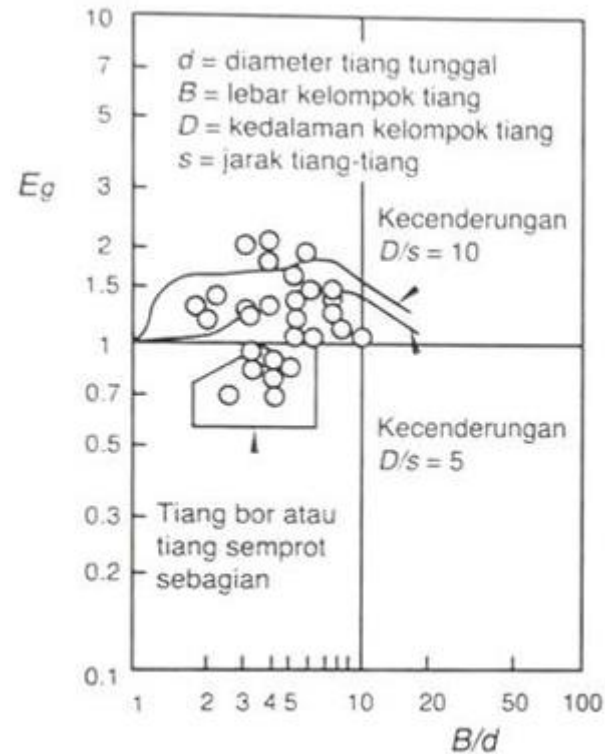 10
7
5
3
2
1.5
1
0.7
0.5
0.3
0.2
0.1
Eg
d = diameter tiang tunggal
B = lebar kelompok tiang
D = kedalaman kelompok tiang
s = jarak tiang-tiang
Kecenderungan
D/s = 10
Kecenderungan
D/s = 5
Tiang bor atau
tiang semprot
sebagian
1 2 3 4 5 10 20 50 100
B/d